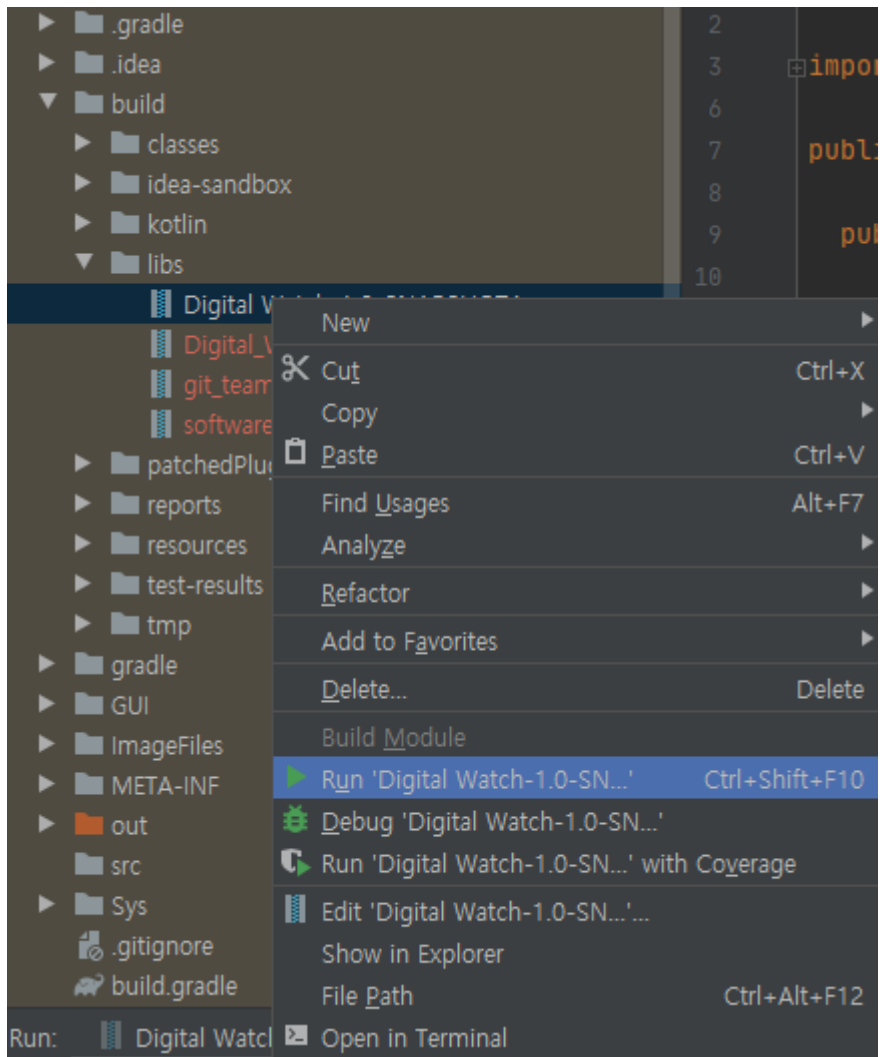 .gradle
.idea
build
classes
idea-sandbox
kotlin
libs
Digital
Digital_
git_team
software
patchedPlu
reports
resources
test-results
tmp
gradle
GUI
ImageFiles
META-INF
out
src
Sys
.gitignore
build.gradle
Run: Digital Watc
2
3 impor
6
7 publi
8
9 pub
10
New
Cut Ctrl+X
Copy
Paste Ctrl+V
Find Usages Alt+F7
Analyze
Refactor
Add to Favorites
Delete... Delete
Build Module
Run 'Digital Watch-1.0-SN...' Ctrl+Shift+F10
Debug 'Digital Watch-1.0-SN...'
Run 'Digital Watch-1.0-SN...' with Coverage
Edit 'Digital Watch-1.0-SN...'...
Show in Explorer
File Path Ctrl+Alt+F12
Open in Terminal